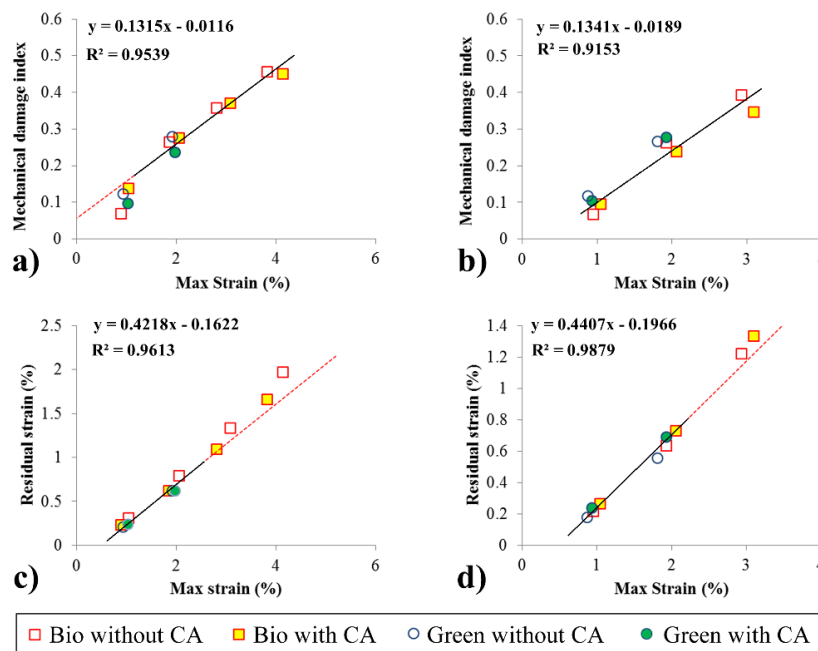 y = 0.1315x - 0.0116
R² = 0.9539
Mechanical damage index
0.6
0.5
0.4
0.3
0.2
0.1
0
0 2 4 6
Max Strain (%)
a)
y = 0.1341x - 0.0189
R² = 0.9153
Mechanical damage index
0.6
0.5
0.4
0.3
0.2
0.1
0
0 1 2 3
Max Strain (%)
b)
y = 0.4218x - 0.1622
R² = 0.9613
Residual strain (%)
2.5
2
1.5
1
0.5
0
0 2 4 6
Max strain (%)
c)
y = 0.4407x - 0.1966
R² = 0.9879
Residual strain (%)
1.4
1.2
1
0.8
0.6
0.4
0.2
0
0 1 2 3
Max Strain (%)
d)
Bio without CA Bio with CA Green without CA Green with CA